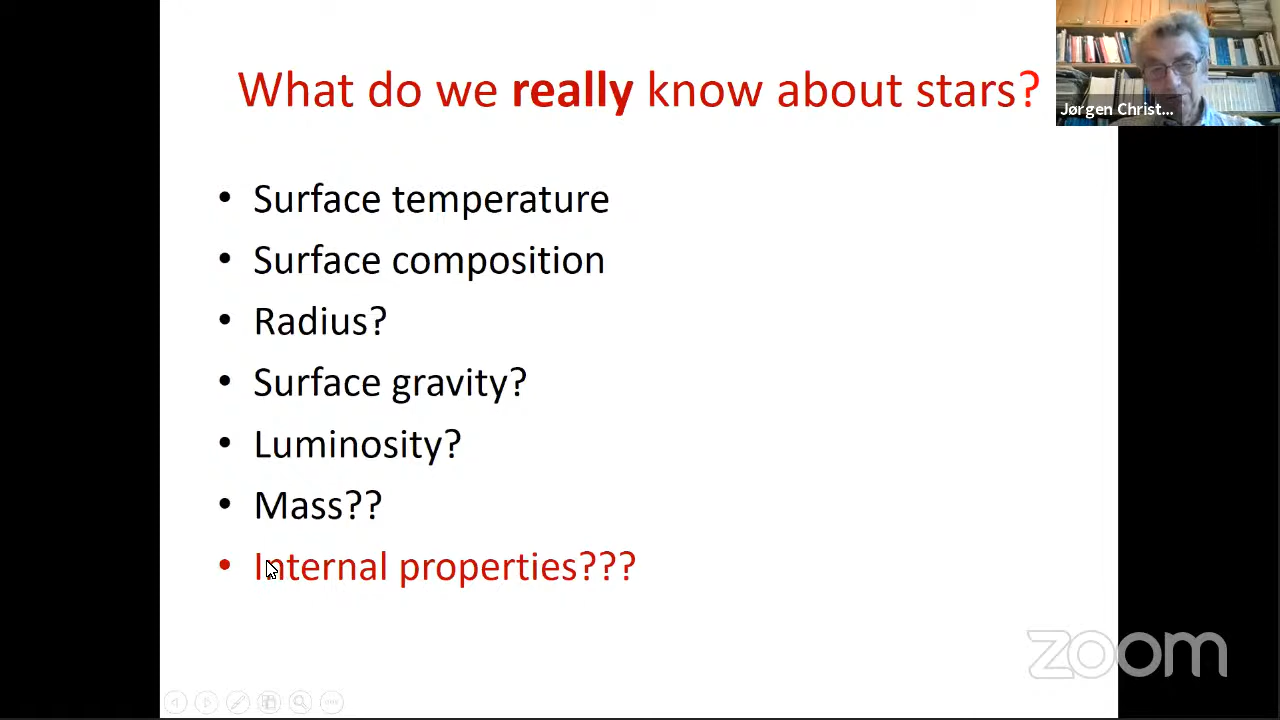 What do we really know about stars?
Jørgen Christ...
• Surface temperature
• Surface composition
• Radius?
• Surface gravity?
• Luminosity?
• Mass??
• Internal properties???
zoom